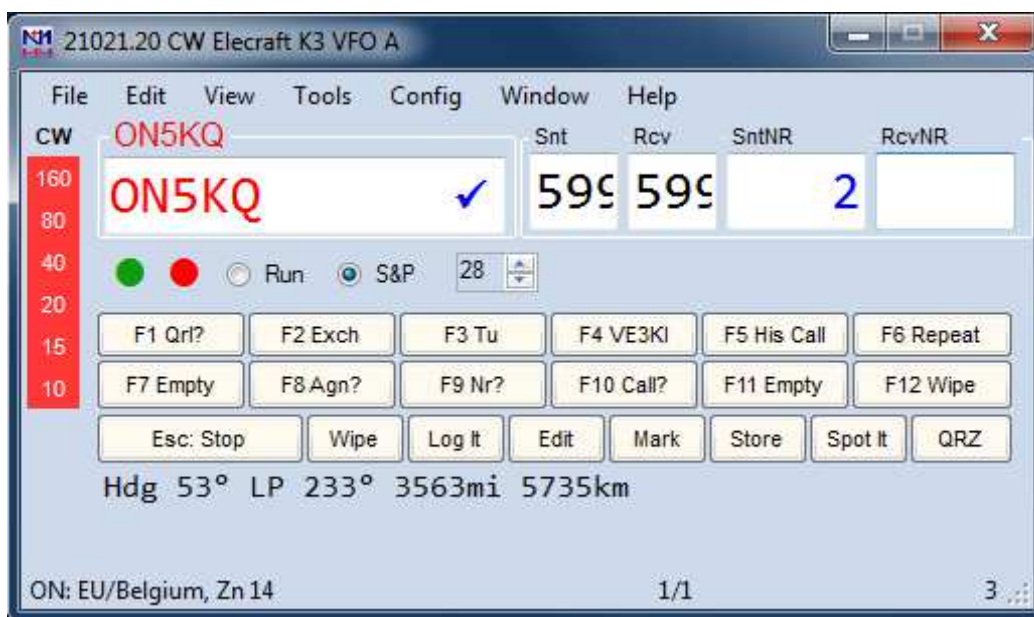 N1MM 21021.20 CW Elecraft K3 VFO A
File Edit View Tools Config Window Help
CW ON5KQ Snt Rcv SntNR RcvNR
160
ON5KQ 599 599 2
80
40 Run S&P 28
20
F1 Qrl? F2 Exch F3 Tu F4 VE3KI F5 His Call F6 Repeat
15
10 F7 Empty F8 Agn? F9 Nr? F10 Call? F11 Empty F12 Wipe
Esc: Stop Wipe Log It Edit Mark Store Spot It QRZ
Hdg 53° LP 233° 3563mi 5735km
ON: EU/Belgium, Zn 14 1/1 3